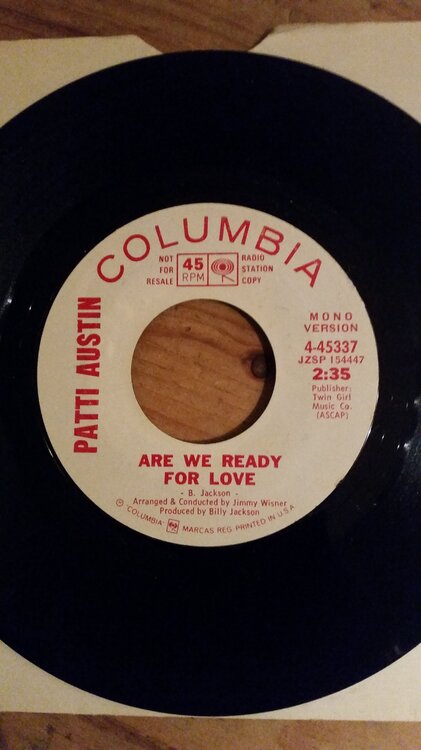 COLUMBIA
NOT
FOR
RESALE
45
RPM
RADIO
STATION
COPY
PATTI AUSTIN
MONO
VERSION
4-45337
JZSP 154447
2:35
Publisher:
Twin Girl
Music Co.
(ASCAP)
ARE WE READY
FOR LOVE
- B. Jackson -
Arranged & Conducted by Jimmy Wisner
Produced by Billy Jackson
© "COLUMBIA" MARCAS REG. PRINTED IN U.S.A.